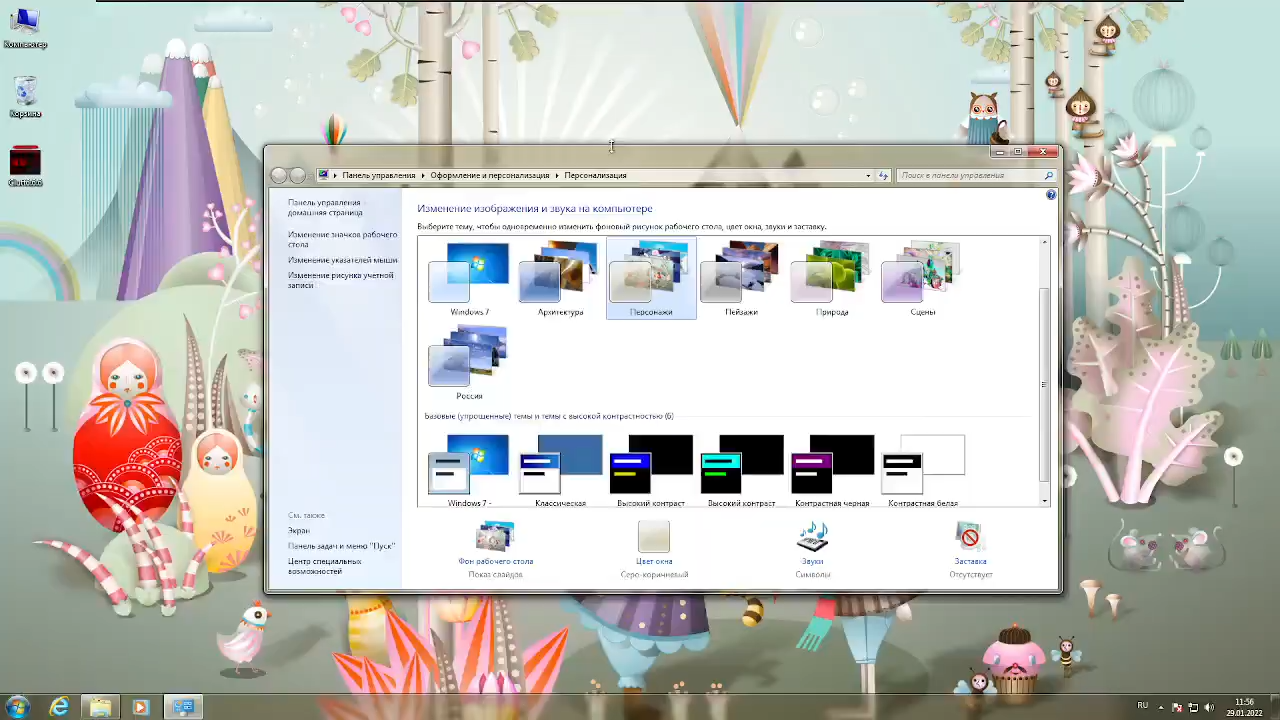 Компьютер
Корзина
Панель управления
Оформление и персонализация
Персонализация
Поиск в панели управления
Панель управления
домашняя страница
Изменение значков рабочего
стола
Изменение указателей мыши
Изменение рисунка учетной
записи
Изменение изображения и звука на компьютере
Выберите тему, чтобы одновременно изменить фоновый рисунок рабочего стола, цвет окна, звуки и заставку.
Windows 7
Архитектура
Персонажи
Пейзажи
Природа
Сцены
Россия
Базовые (упрощенные) темы и темы с высокой контрастностью (6)
Windows 7 -
Классическая
Высокий контраст
Высокий контраст
Контрастная черная
Контрастная белая
См. также
Экран
Панель задач и меню "Пуск"
Центр специальных
возможностей
Фон рабочего стола
Показ слайдов
Цвет окна
Серо-коричневый
Звуки
Символы
Заставка
Отсутствует
RU
11:56
29.01.2022